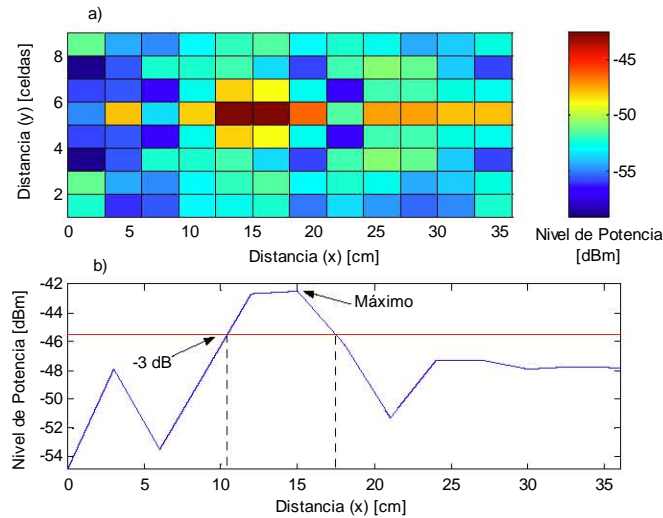 a)
Distancia (y) [celdas]
8
6
4
2
0 5 10 15 20 25 30 35
Distancia (x) [cm]
-45
-50
-55
Nivel de Potencia
[dBm]
b)
Nivel de Potencia [dBm]
-42
-44
-46
-48
-50
-52
-54
Máximo
-3 dB
0 5 10 15 20 25 30 35
Distancia (x) [cm]